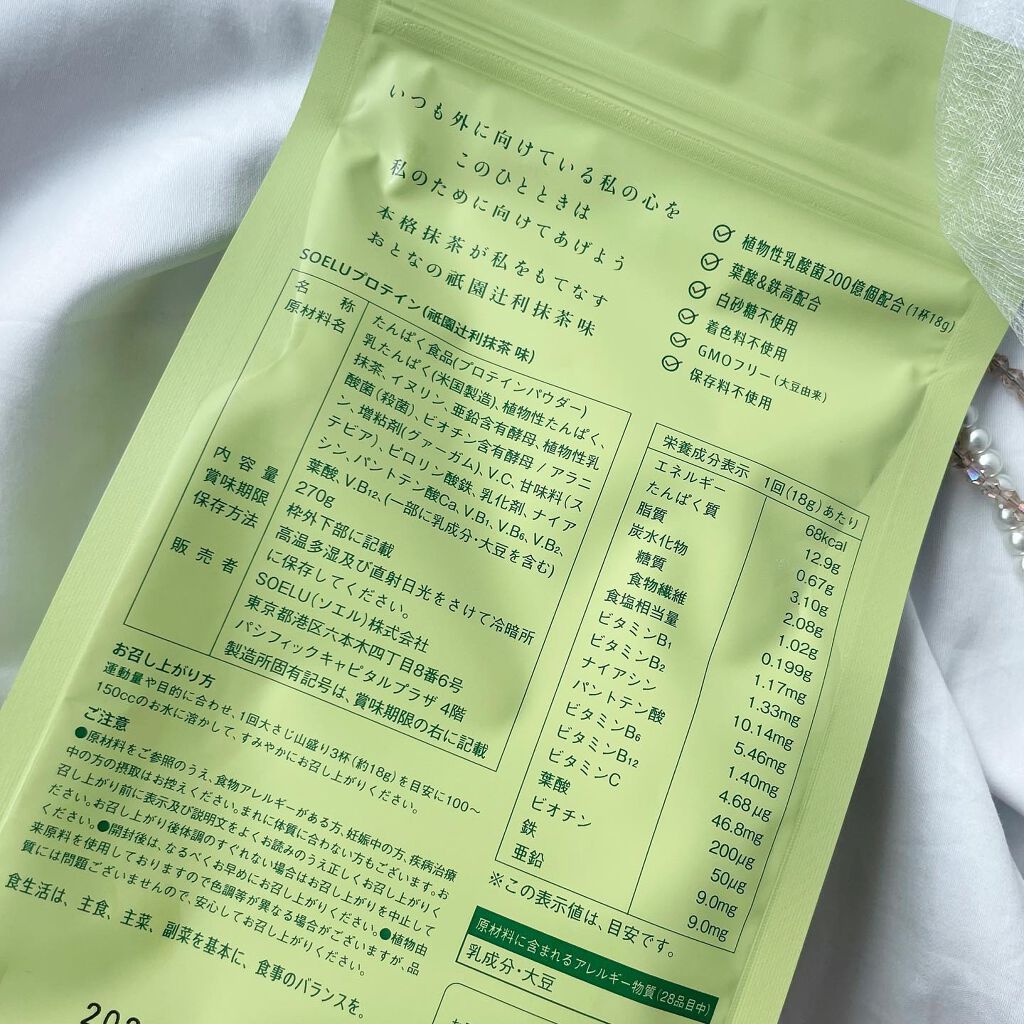 いつも外に向けている私の心を
このひとときは
私のために向けてあげよう
本格抹茶が私をもてなす
おとなの祇園辻利抹茶味
植物性乳酸菌200億個配合(1杯18g)
葉酸&鉄高配合
白砂糖不使用
着色料不使用
GMOフリー(大豆由来)
保存料不使用
SOELUプロテイン(祇園辻利抹茶 味)
名称 たんぱく食品(プロテインパウダー)
原材料名 乳たんぱく(米国製造)、植物性たんぱく、
抹茶、イヌリン、亜鉛含有酵母、植物性乳
酸菌(殺菌)、ビオチン含有酵母 / アラニ
ン、増粘剤(グァーガム)、V.C、甘味料(ス
テビア)、ピロリン酸鉄、乳化剤、ナイア
シン、パントテン酸Ca、V.B1、V.B6、V.B2、
葉酸、V.B12、(一部に乳成分・大豆を含む)
内容量 270g
賞味期限 枠外下部に記載
保存方法 高温多湿及び直射日光をさけて冷暗所
に保存してください。
販売者 SOELU(ソエル)株式会社
東京都港区六本木四丁目8番6号
パシフィックキャピタルプラザ 4階
製造所固有記号は、賞味期限の右に記載
栄養成分表示 1回(18g)あたり
エネルギー 68kcal
たんぱく質 12.9g
脂質 0.67g
炭水化物 3.10g
糖質 2.08g
食物繊維 1.02g
食塩相当量 0.199g
ビタミンB1 1.17mg
ビタミンB2 1.33mg
ナイアシン 10.14mg
パントテン酸 5.46mg
ビタミンB6 1.40mg
ビタミンB12 4.68μg
ビタミンC 46.8mg
葉酸 200μg
ビオチン 50μg
鉄 9.0mg
亜鉛 9.0mg
※この表示値は、目安です。
原材料に含まれるアレルギー物質(28品目中)
乳成分・大豆
お召し上がり方
運動量や目的に合わせ、1回大さじ山盛り3杯(約18g)を目安に100～
150ccのお水に溶かして、すみやかにお召し上がりください。
ご注意
●原材料をご参照のうえ、食物アレルギーがある方、妊娠中の方、疾病治療
中の方の摂取はお控えください。まれに体質に合わない方もございます。お
召し上がり前に表示及び説明文をよくお読みのうえ正しくお召し上がりく
ださい。お召し上がり後体調のすぐれない場合はお召し上がりを中止して
ください。●開封後は、なるべくお早めにお召し上がりください。●植物由
来原料を使用しておりますので色調等が異なる場合がございますが、品
質には問題ございませんので、安心してお召し上がりください。
食生活は、主食、主菜、副菜を基本に、食事のバランスを。